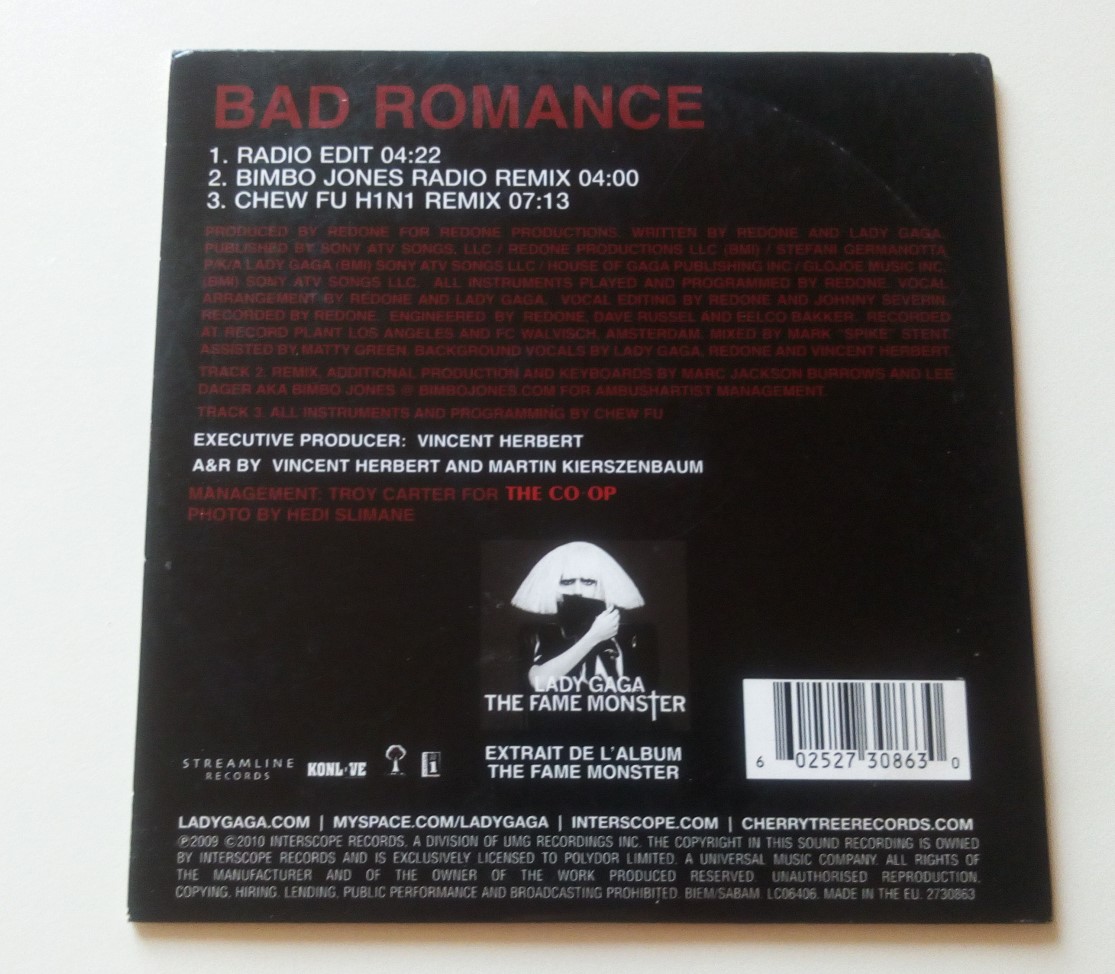 BAD ROMANCE
1. RADIO EDIT 04:22
2. BIMBO JONES RADIO REMIX 04:00
3. CHEW FU H1N1 REMIX 07:13
PRODUCED BY REDONE FOR REDONE PRODUCTIONS. WRITTEN BY REDONE AND LADY GAGA.
PUBLISHED BY SONY ATV SONGS, LLC / REDONE PRODUCTIONS LLC (BMI) / STEFANI GERMANOTTA
P/K/A LADY GAGA (BMI) SONY ATV SONGS LLC / HOUSE OF GAGA PUBLISHING INC / GLOJOE MUSIC INC.
(BMI) SONY ATV SONGS LLC. ALL INSTRUMENTS PLAYED AND PROGRAMMED BY REDONE. VOCAL
ARRANGEMENT BY REDONE AND LADY GAGA. VOCAL EDITING BY REDONE AND JOHNNY SEVERIN.
RECORDED BY REDONE. ENGINEERED BY REDONE, DAVE RUSSEL AND EELCO BAKKER. RECORDED
AT RECORD PLANT LOS ANGELES AND FC WALVISCH, AMSTERDAM. MIXED BY MARK "SPIKE" STENT.
ASSISTED BY MATTY GREEN. BACKGROUND VOCALS BY LADY GAGA, REDONE AND VINCENT HERBERT
TRACK 2. REMIX, ADDITIONAL PRODUCTION AND KEYBOARDS BY MARC JACKSON BURROWS AND LEE
DAGER AKA BIMBO JONES @ BIMBOJONES.COM FOR AMBUSHARTIST MANAGEMENT.
TRACK 3. ALL INSTRUMENTS AND PROGRAMMING BY CHEW FU
EXECUTIVE PRODUCER: VINCENT HERBERT
A&R BY VINCENT HERBERT AND MARTIN KIERSZENBAUM
MANAGEMENT: TROY CARTER FOR THE CO-OP
PHOTO BY HEDI SLIMANE
LADY GAGA
THE FAME MONSTER
EXTRAIT DE L'ALBUM
THE FAME MONSTER
STREAMLINE
RECORDS
KONLIVE
6 02527 30863 0
LADYGAGA.COM | MYSPACE.COM/LADYGAGA | INTERSCOPE.COM | CHERRYTREERECORDS.COM
℗2009 ©2010 INTERSCOPE RECORDS, A DIVISION OF UMG RECORDINGS INC. THE COPYRIGHT IN THIS SOUND RECORDING IS OWNED
BY INTERSCOPE RECORDS AND IS EXCLUSIVELY LICENSED TO POLYDOR LIMITED. A UNIVERSAL MUSIC COMPANY. ALL RIGHTS OF
THE MANUFACTURER AND OF THE OWNER OF THE WORK PRODUCED RESERVED. UNAUTHORISED REPRODUCTION,
COPYING, HIRING, LENDING, PUBLIC PERFORMANCE AND BROADCASTING PROHIBITED. BIEM/SABAM LC06406. MADE IN THE EU. 2730863